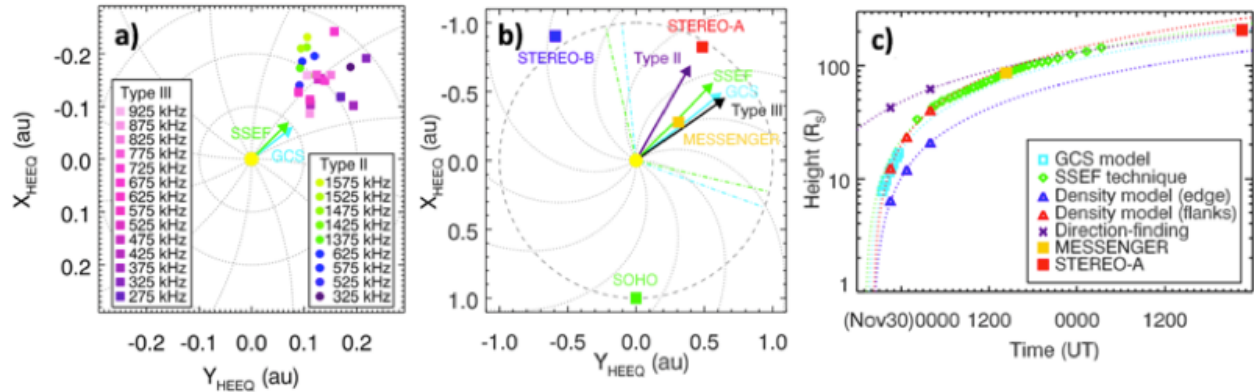 a)
-0.2
-0.1
0.0
0.1
0.2
X_HEEQ (au)
Type III
925 kHz
875 kHz
825 kHz
775 kHz
725 kHz
675 kHz
625 kHz
575 kHz
525 kHz
475 kHz
425 kHz
375 kHz
325 kHz
275 kHz
SSEF
GCS
Type II
1575 kHz
1525 kHz
1475 kHz
1425 kHz
1375 kHz
625 kHz
575 kHz
525 kHz
325 kHz
-0.2 -0.1 0.0 0.1 0.2
Y_HEEQ (au)
b)
-1.0
-0.5
0.0
0.5
1.0
X_HEEQ (au)
STEREO-A
STEREO-B
Type II
SSEF
GCS
Type III
MESSENGER
SOHO
-1.0 -0.5 0.0 0.5 1.0
Y_HEEQ (au)
c)
100
10
1
Height (R_S)
GCS model
SSEF technique
Density model (edge)
Density model (flanks)
Direction-finding
MESSENGER
STEREO-A
(Nov30)0000 1200 0000 1200
Time (UT)